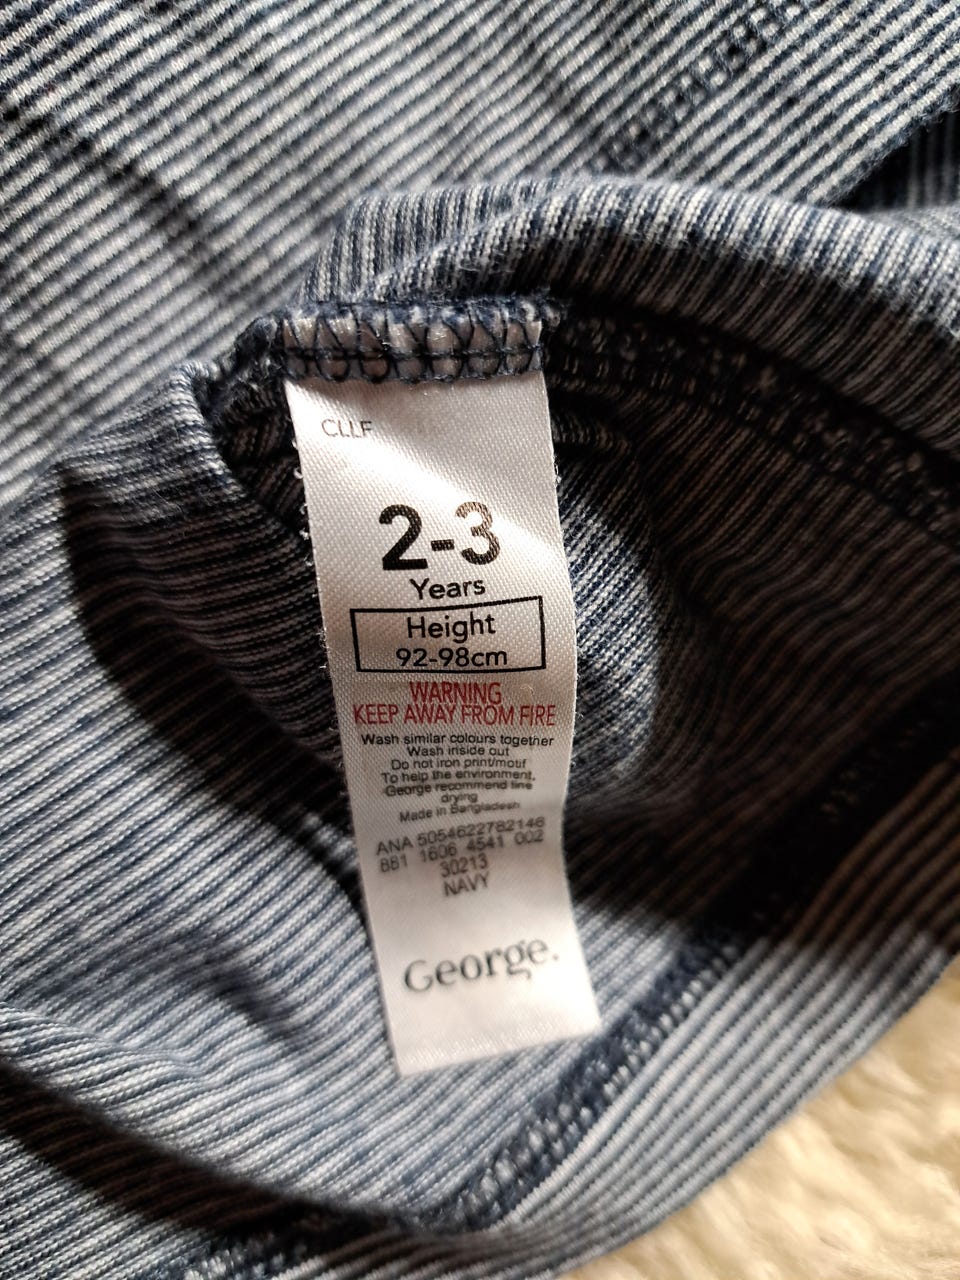 CLLF
2-3
Years
Height
92-98cm
WARNING
KEEP AWAY FROM FIRE
Wash similar colours together
Wash inside out
Do not iron print/motif
To help the environment,
George recommend line
drying
Made in Bangladesh
ANA 5054622782146
881 1606 4541 002
30213
NAVY
George.